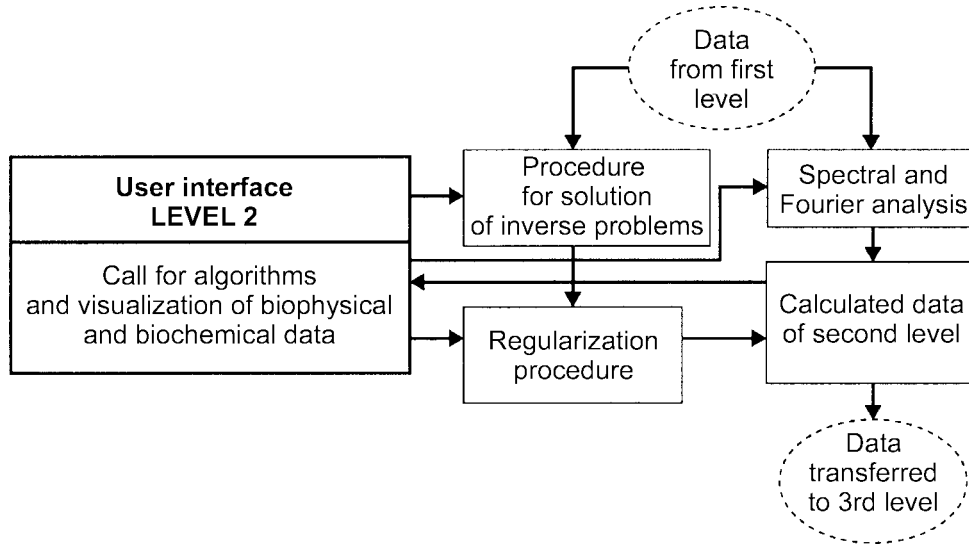 Data
from first
level
User interface
LEVEL 2
Call for algorithms
and visualization of biophysical
and biochemical data
Procedure
for solution
of inverse problems
Spectral and
Fourier analysis
Regularization
procedure
Calculated data
of second level
Data
transferred
to 3rd level